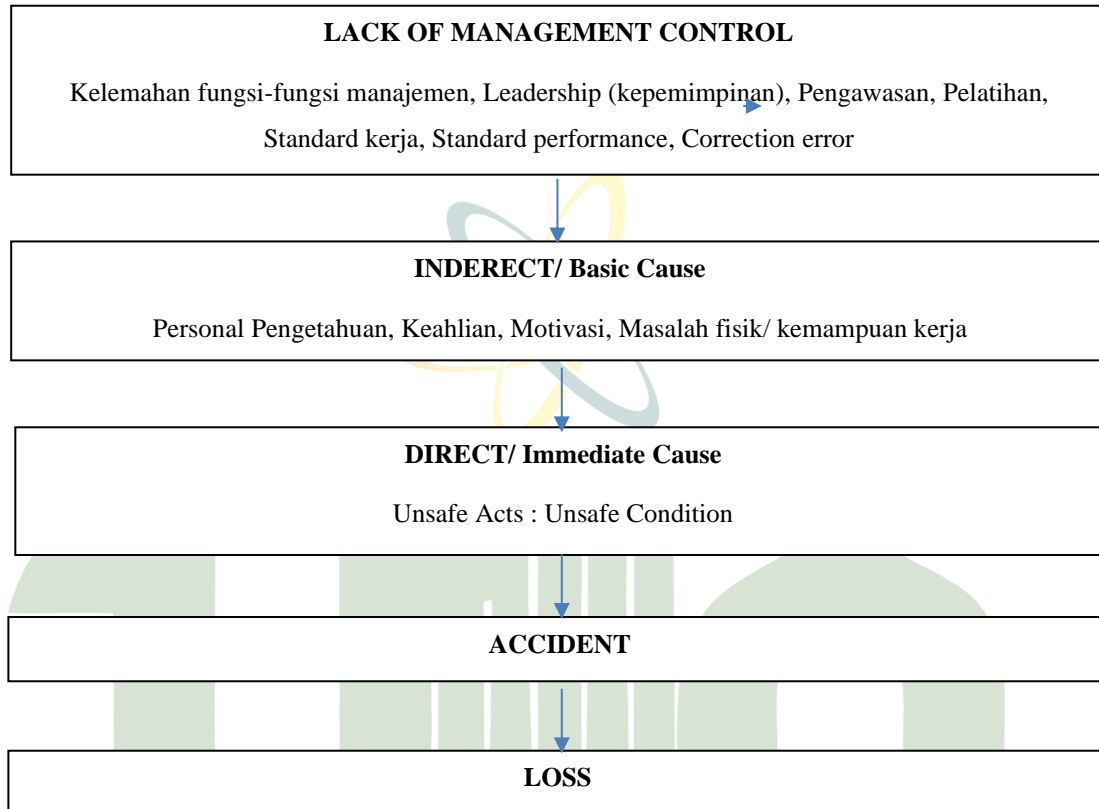 LACK OF MANAGEMENT CONTROL
Kelemahan fungsi-fungsi manajemen, Leadership (kepemimpinan), Pengawasan, Pelatihan,
Standard kerja, Standard performance, Correction error
INDERECT/ Basic Cause
Personal Pengetahuan, Keahlian, Motivasi, Masalah fisik/ kemampuan kerja
DIRECT/ Immediate Cause
Unsafe Acts : Unsafe Condition
ACCIDENT
LOSS